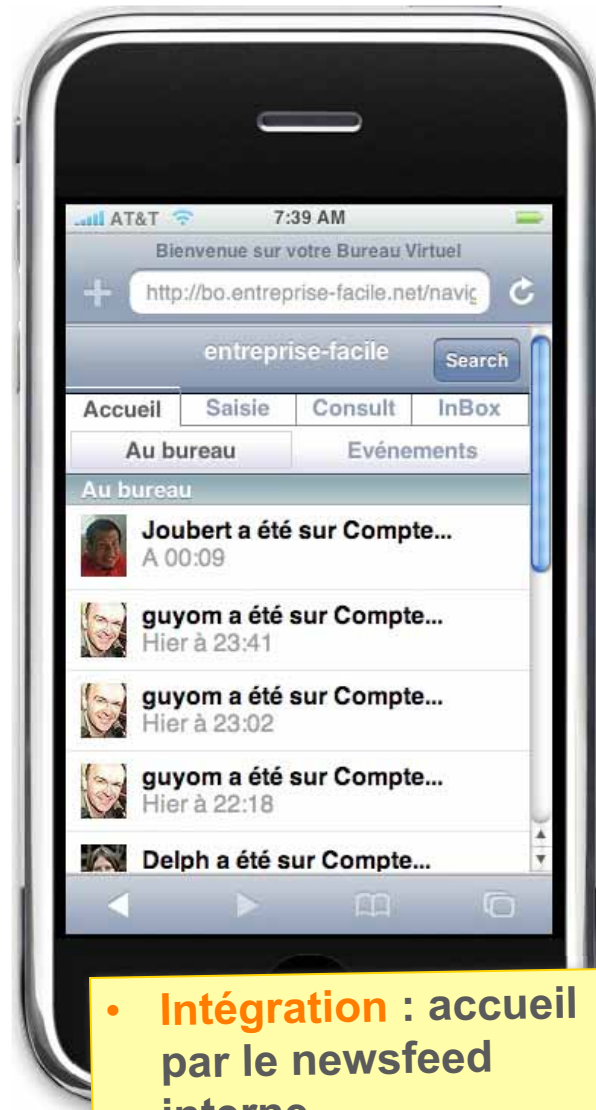 AT&T 7:39 AM
Bienvenue sur votre Bureau Virtuel
http://bo.entreprise-facile.net/navig
entreprise-facile Search
Accueil Saisie Consult InBox
Au bureau Evénements
Au bureau
Joubert a été sur Compte...
A 00:09
guyom a été sur Compte...
Hier à 23:41
guyom a été sur Compte...
Hier à 23:02
guyom a été sur Compte...
Hier à 22:18
Delph a été sur Compte...
• Intégration : accueil
par le newsfeed
interne